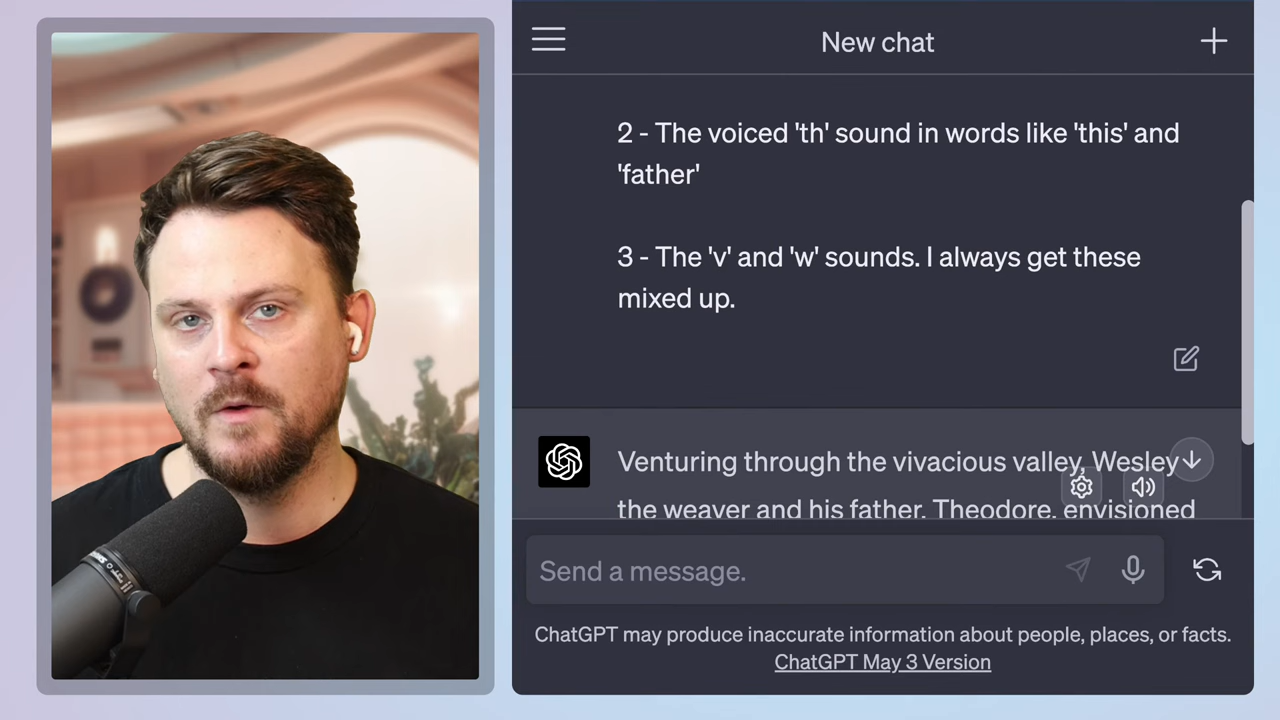 New chat
2 - The voiced 'th' sound in words like 'this' and
'father'
3 - The 'v' and 'w' sounds. I always get these
mixed up.
Venturing through the vivacious valley, Wesley
the weaver and his father, Theodore, envisioned
Send a message.
ChatGPT may produce inaccurate information about people, places, or facts.
ChatGPT May 3 Version